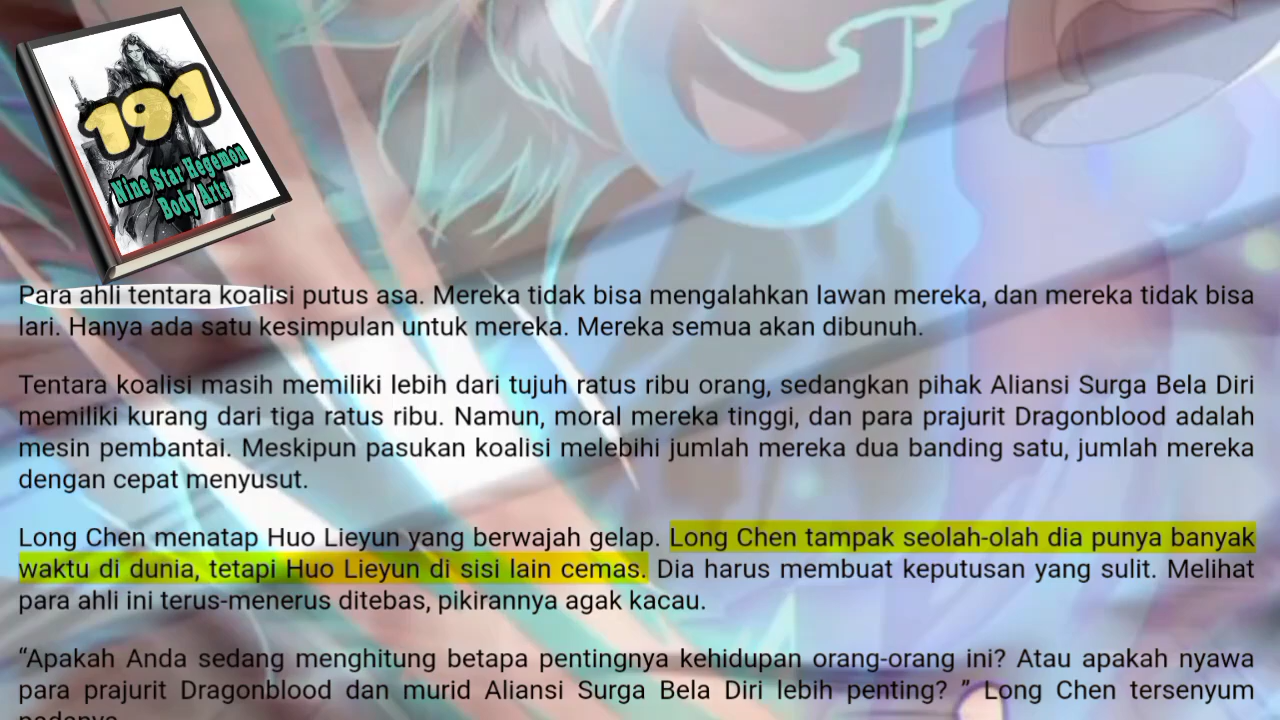 191
Nine Star Hegemon
Body Arts
Para ahli tentara koalisi putus asa. Mereka tidak bisa mengalahkan lawan mereka, dan mereka tidak bisa
lari. Hanya ada satu kesimpulan untuk mereka. Mereka semua akan dibunuh.
Tentara koalisi masih memiliki lebih dari tujuh ratus ribu orang, sedangkan pihak Aliansi Surga Bela Diri
memiliki kurang dari tiga ratus ribu. Namun, moral mereka tinggi, dan para prajurit Dragonblood adalah
mesin pembantai. Meskipun pasukan koalisi melebihi jumlah mereka dua banding satu, jumlah mereka
dengan cepat menyusut.
Long Chen menatap Huo Lieyun yang berwajah gelap. Long Chen tampak seolah-olah dia punya banyak
waktu di dunia, tetapi Huo Lieyun di sisi lain cemas. Dia harus membuat keputusan yang sulit. Melihat
para ahli ini terus-menerus ditebas, pikirannya agak kacau.
“Apakah Anda sedang menghitung betapa pentingnya kehidupan orang-orang ini? Atau apakah nyawa
para prajurit Dragonblood dan murid Aliansi Surga Bela Diri lebih penting? ” Long Chen tersenyum